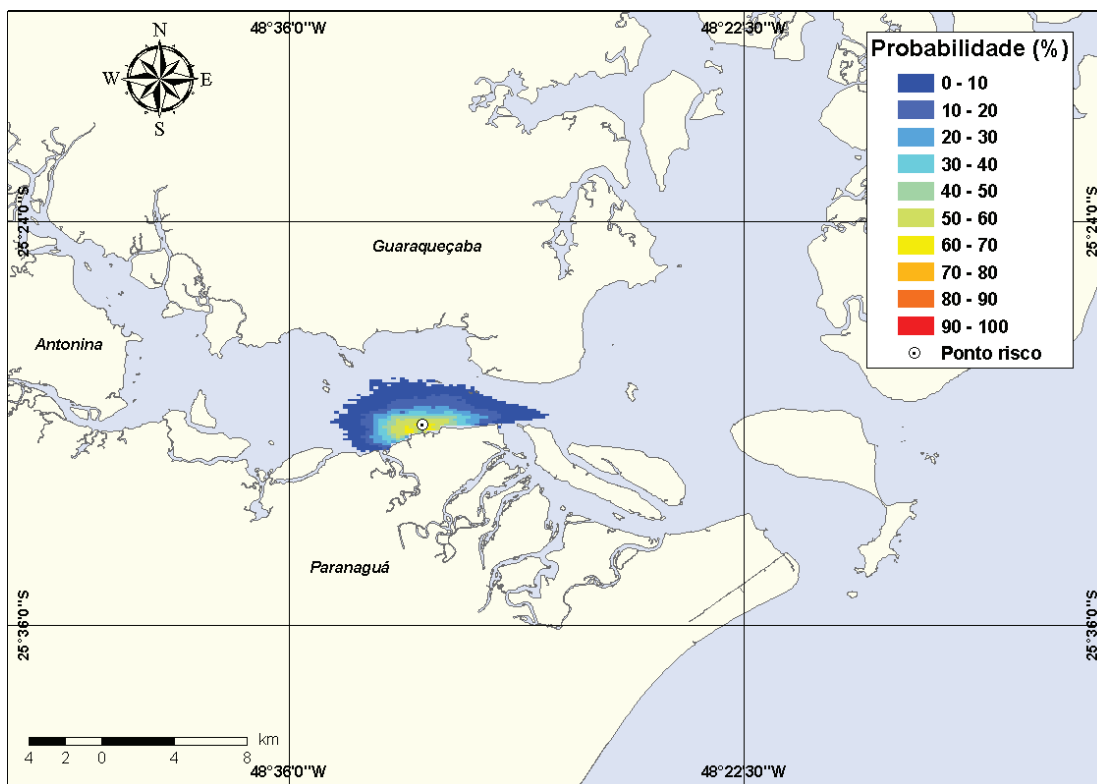 48°36'0"W
48°22'30"W
N
W
E
S
Probabilidade (%)
0 - 10
10 - 20
20 - 30
30 - 40
40 - 50
50 - 60
60 - 70
70 - 80
80 - 90
90 - 100
Ponto risco
25°24'0"S
25°24'0"S
Guaraqueçaba
Antonina
Paranaguá
25°36'0"S
25°36'0"S
km
4 2 0 4 8
48°36'0"W
48°22'30"W